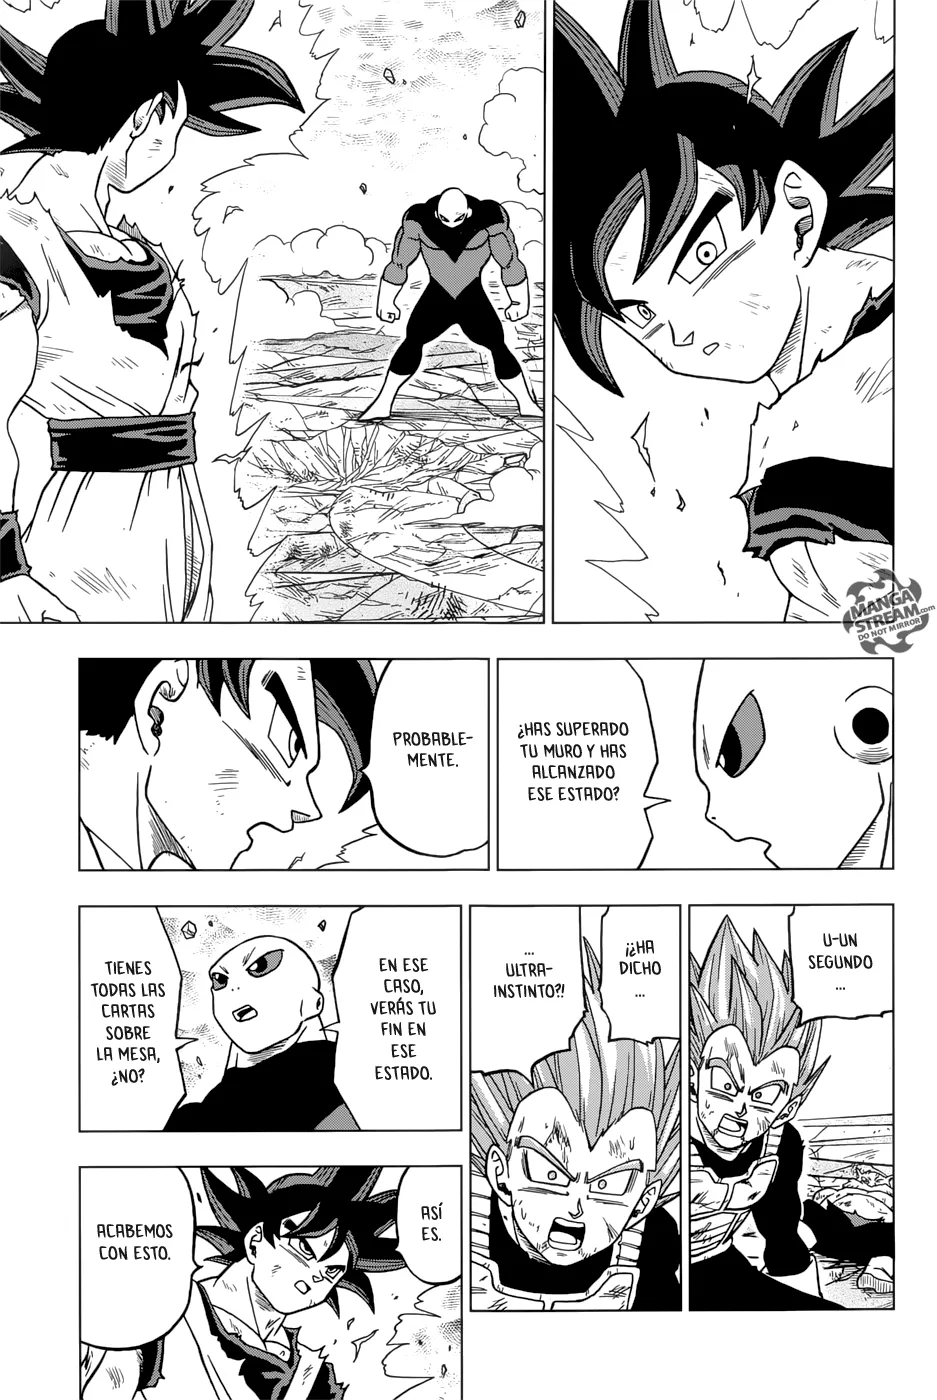 MANGA
STREAM.com
DO NOT MIRROR
¿HAS SUPERADO
TU MURO Y HAS
ALCANZADO
ESE ESTADO?
PROBABLE-
MENTE.
U-UN
SEGUNDO
...
¡¿HA
DICHO
...
...
ULTRA-
INSTINTO?!
EN ESE
CASO,
VERÁS TU
FIN EN
ESE
ESTADO.
TIENES
TODAS LAS
CARTAS
SOBRE
LA MESA,
¿NO?
ASÍ
ES.
ACABEMOS
CON ESTO.